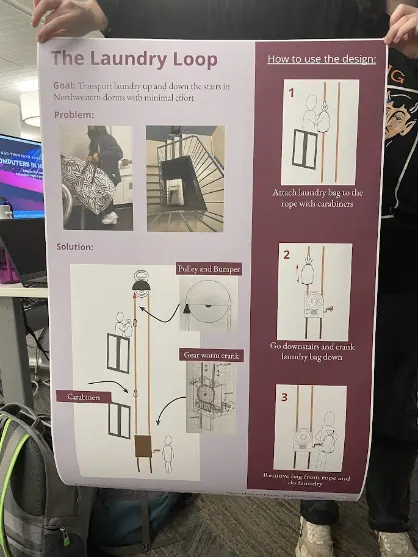 The Laundry Loop
Goal: Transport laundry up and down the stairs in
Northwestern dorms with minimal effort
Problem:
Solution:
Pulley and Bumper
Gear worm crank
Carabiners
How to use the design:
1
Attach laundry bag to the
rope with carabiners
2
Go downstairs and crank
laundry bag down
3
Remove bag from rope and
do laundry